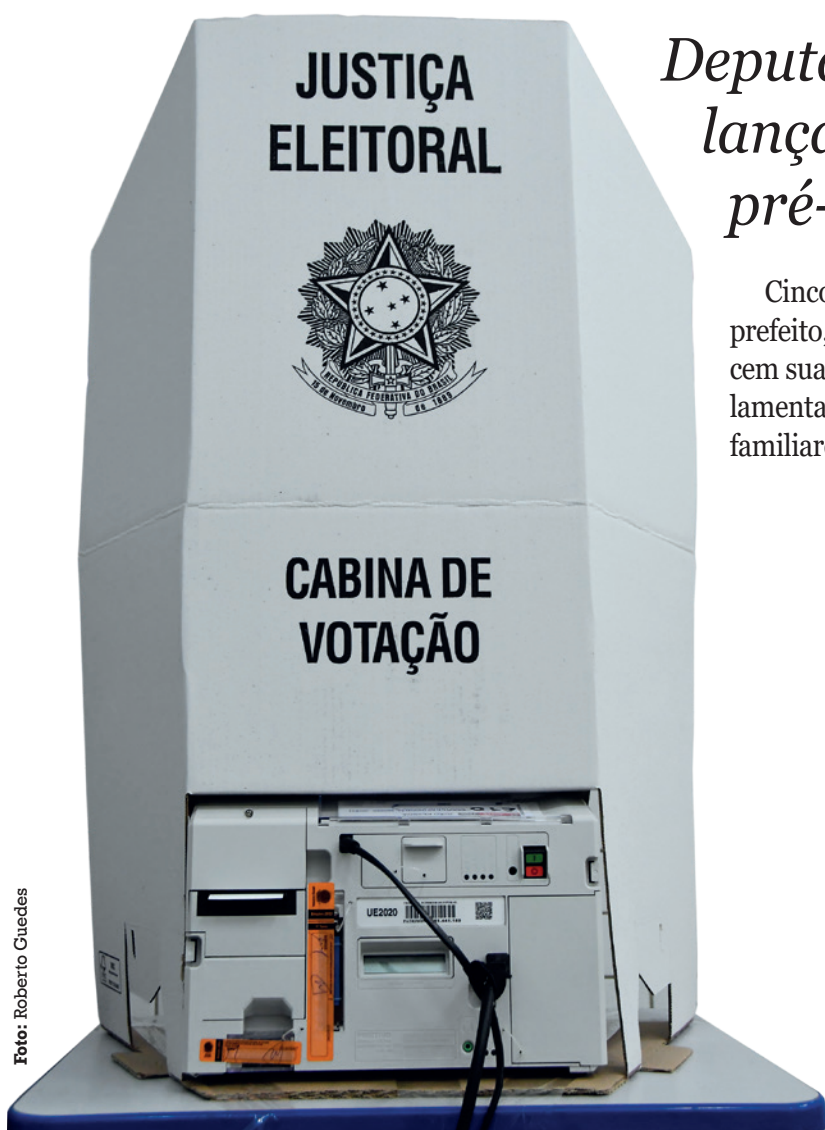 JUSTIÇA
ELEITORAL
REPÚBLICA FEDERATIVA DO BRASIL
15 de Novembro
de 1889
CABINA DE
VOTAÇÃO
UE2020
Foto: Roberto Guedes
Deputa
lança
pré-
Cinco
prefeito,
cem sua
lamenta
familiare